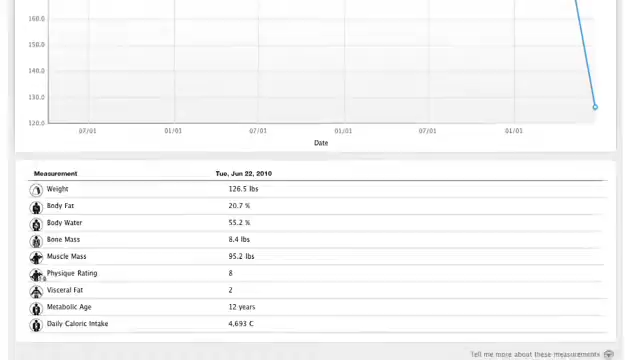 160.0
150.0
140.0
130.0
120.0
07/01 01/01 07/01 01/01 07/01 01/01
Date
Measurement Tue, Jun 22, 2010
Weight 126.5 lbs
Body Fat 20.7 %
Body Water 55.2 %
Bone Mass 8.4 lbs
Muscle Mass 95.2 lbs
Physique Rating 8
Visceral Fat 2
Metabolic Age 12 years
Daily Caloric Intake 4,693 C
Tell me more about these measurements